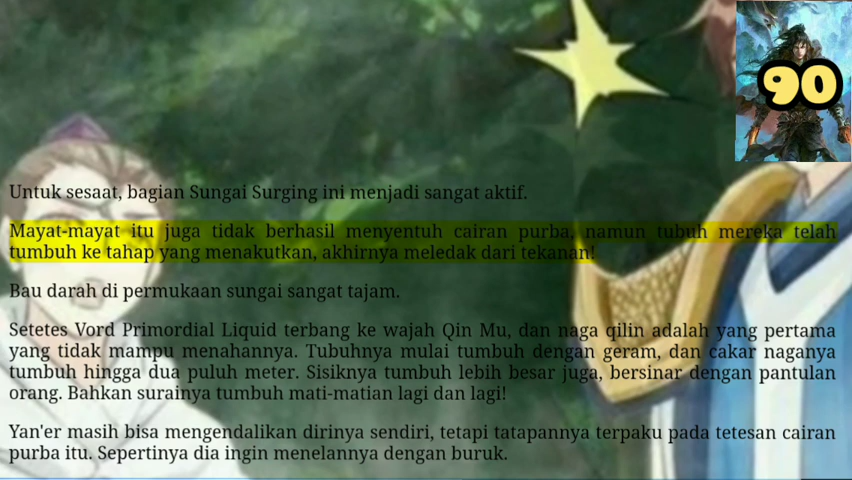 90
Untuk sesaat, bagian Sungai Surging ini menjadi sangat aktif.
Mayat-mayat itu juga tidak berhasil menyentuh cairan purba, namun tubuh mereka telah
tumbuh ke tahap yang menakutkan, akhirnya meledak dari tekanan!
Bau darah di permukaan sungai sangat tajam.
Setetes Vord Primordial Liquid terbang ke wajah Qin Mu, dan naga qilin adalah yang pertama
yang tidak mampu menahannya. Tubuhnya mulai tumbuh dengan geram, dan cakar naganya
tumbuh hingga dua puluh meter. Sisiknya tumbuh lebih besar juga, bersinar dengan pantulan
orang. Bahkan surainya tumbuh mati-matian lagi dan lagi!
Yan'er masih bisa mengendalikan dirinya sendiri, tetapi tatapannya terpaku pada tetesan cairan
purba itu. Sepertinya dia ingin menelannya dengan buruk.